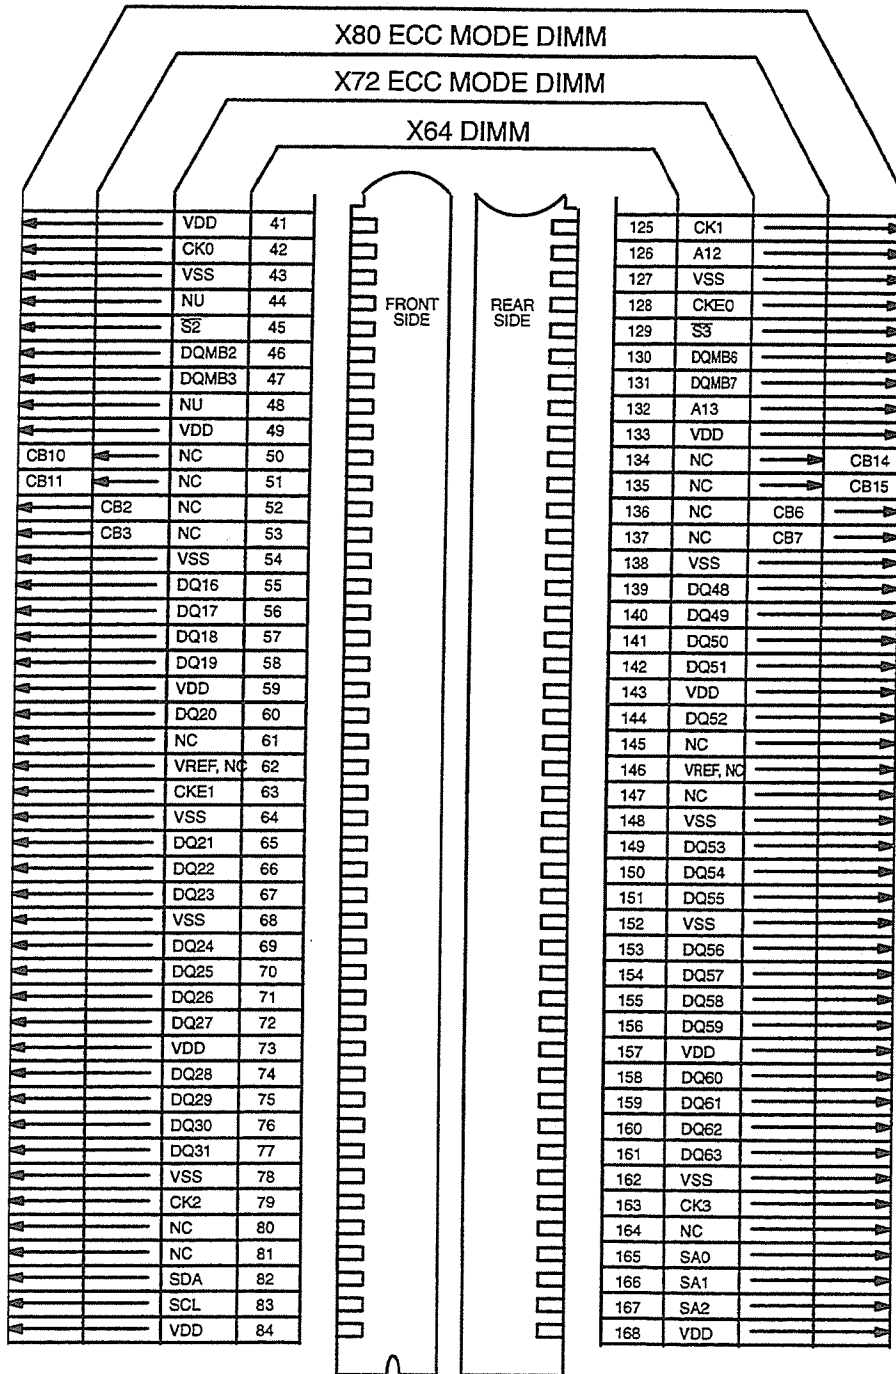 X80 ECC MODE DIMM
X72 ECC MODE DIMM
X64 DIMM
FRONT SIDE
REAR SIDE
VDD 41 125 CK1
CK0 42 126 A12
VSS 43 127 VSS
NU 44 128 CKE0
S̅2̅ 45 129 S̅3̅
DQMB2 46 130 DQMB6
DQMB3 47 131 DQMB7
NU 48 132 A13
VDD 49 133 VDD
CB10 NC 50 134 NC CB14
CB11 NC 51 135 NC CB15
CB2 NC 52 136 NC CB6
CB3 NC 53 137 NC CB7
VSS 54 138 VSS
DQ16 55 139 DQ48
DQ17 56 140 DQ49
DQ18 57 141 DQ50
DQ19 58 142 DQ51
VDD 59 143 VDD
DQ20 60 144 DQ52
NC 61 145 NC
VREF, NC 62 146 VREF, NC
CKE1 63 147 NC
VSS 64 148 VSS
DQ21 65 149 DQ53
DQ22 66 150 DQ54
DQ23 67 151 DQ55
VSS 68 152 VSS
DQ24 69 153 DQ56
DQ25 70 154 DQ57
DQ26 71 155 DQ58
DQ27 72 156 DQ59
VDD 73 157 VDD
DQ28 74 158 DQ60
DQ29 75 159 DQ61
DQ30 76 160 DQ62
DQ31 77 161 DQ63
VSS 78 162 VSS
CK2 79 163 CK3
NC 80 164 NC
NC 81 165 SA0
SDA 82 166 SA1
SCL 83 167 SA2
VDD 84 168 VDD